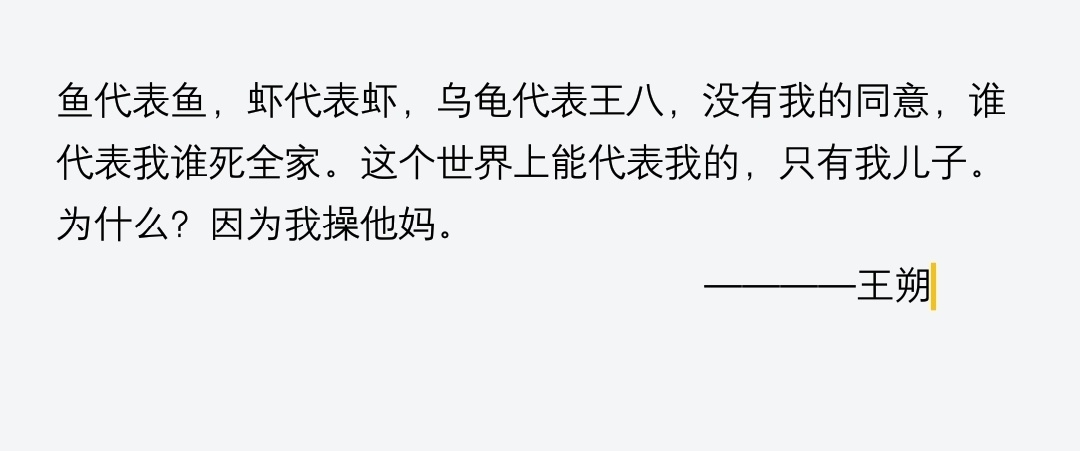 鱼代表鱼，虾代表虾，乌龟代表王八，没有我的同意，谁
代表我谁死全家。这个世界上能代表我的，只有我儿子。
为什么？因为我操他妈。
————王朔